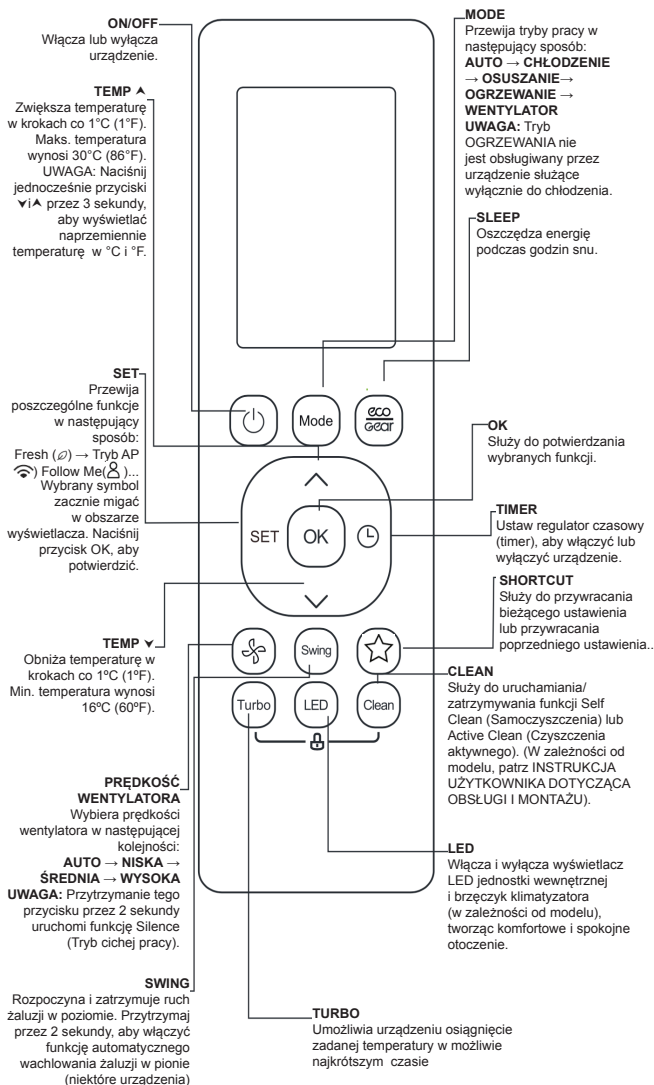 ON/OFF
Włącza lub wyłącza
urządzenie.
TEMP
Zwiększa temperaturę
w krokach co 1°C (1°F).
Maks. temperatura
wynosi 30°C (86°F).
UWAGA: Naciśnij
jednocześnie przyciski
i przez 3 sekundy,
aby wyświetlać
naprzemiennie
temperaturę w °C i °F.
SET
Przewija
poszczególne funkcje
w następujący
sposób:
Fresh ( ) → Tryb AP
( ) Follow Me( )...
Wybrany symbol
zacznie migać
w obszarze
wyświetlacza. Naciśnij
przycisk OK, aby
potwierdzić.
TEMP
Obniża temperaturę w
krokach co 1ºC (1ºF).
Min. temperatura wynosi
16ºC (60ºF).
PRĘDKOŚĆ
WENTYLATORA
Wybiera prędkości
wentylatora w następującej
kolejności:
AUTO → NISKA →
ŚREDNIA → WYSOKA
UWAGA: Przytrzymanie tego
przycisku przez 2 sekundy
uruchomi funkcję Silence
(Tryb cichej pracy).
SWING
Rozpoczyna i zatrzymuje ruch
żaluzji w poziomie. Przytrzymaj
przez 2 sekundy, aby włączyć
funkcję automatycznego
wachlowania żaluzji w pionie
(niektóre urządzenia)
Mode
eco
Gear
SET
OK
Swing
Turbo
LED
Clean
MODE
Przewija tryby pracy w
następujący sposób:
AUTO → CHŁODZENIE
→ OSUSZANIE→
OGRZEWANIE →
WENTYLATOR
UWAGA: Tryb
OGRZEWANIA nie
jest obsługiwany przez
urządzenie służące
wyłącznie do chłodzenia.
SLEEP
Oszczędza energię
podczas godzin snu.
OK
Służy do potwierdzania
wybranych funkcji.
TIMER
Ustaw regulator czasowy
(timer), aby włączyć lub
wyłączyć urządzenie.
SHORTCUT
Służy do przywracania
bieżącego ustawienia
lub przywracania
poprzedniego ustawienia..
CLEAN
Służy do uruchamiania/
zatrzymywania funkcji Self
Clean (Samoczyszczenia) lub
Active Clean (Czyszczenia
aktywnego). (W zależności od
modelu, patrz INSTRUKCJA
UŻYTKOWNIKA DOTYCZĄCA
OBSŁUGI I MONTAŻU).
LED
Włącza i wyłącza wyświetlacz
LED jednostki wewnętrznej
i brzęczyk klimatyzatora
(w zależności od modelu),
tworząc komfortowe i spokojne
otoczenie.
TURBO
Umożliwia urządzeniu osiągnięcie
zadanej temperatury w możliwie
najkrótszym czasie